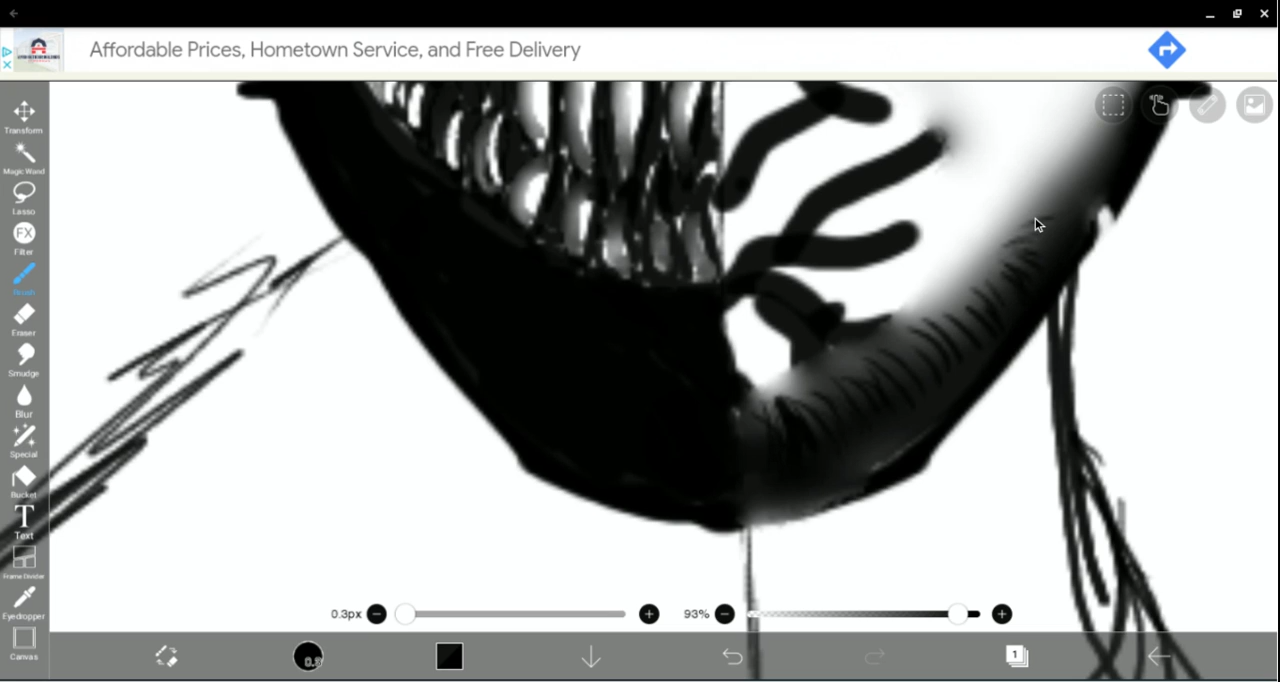 Affordable Prices, Hometown Service, and Free Delivery
Transform
Magic Wand
Lasso
FX
Filter
Brush
Eraser
Smudge
Blur
Special
Bucket
T
Text
Frame Divider
Eyedropper
Canvas
0.3px
93%
1